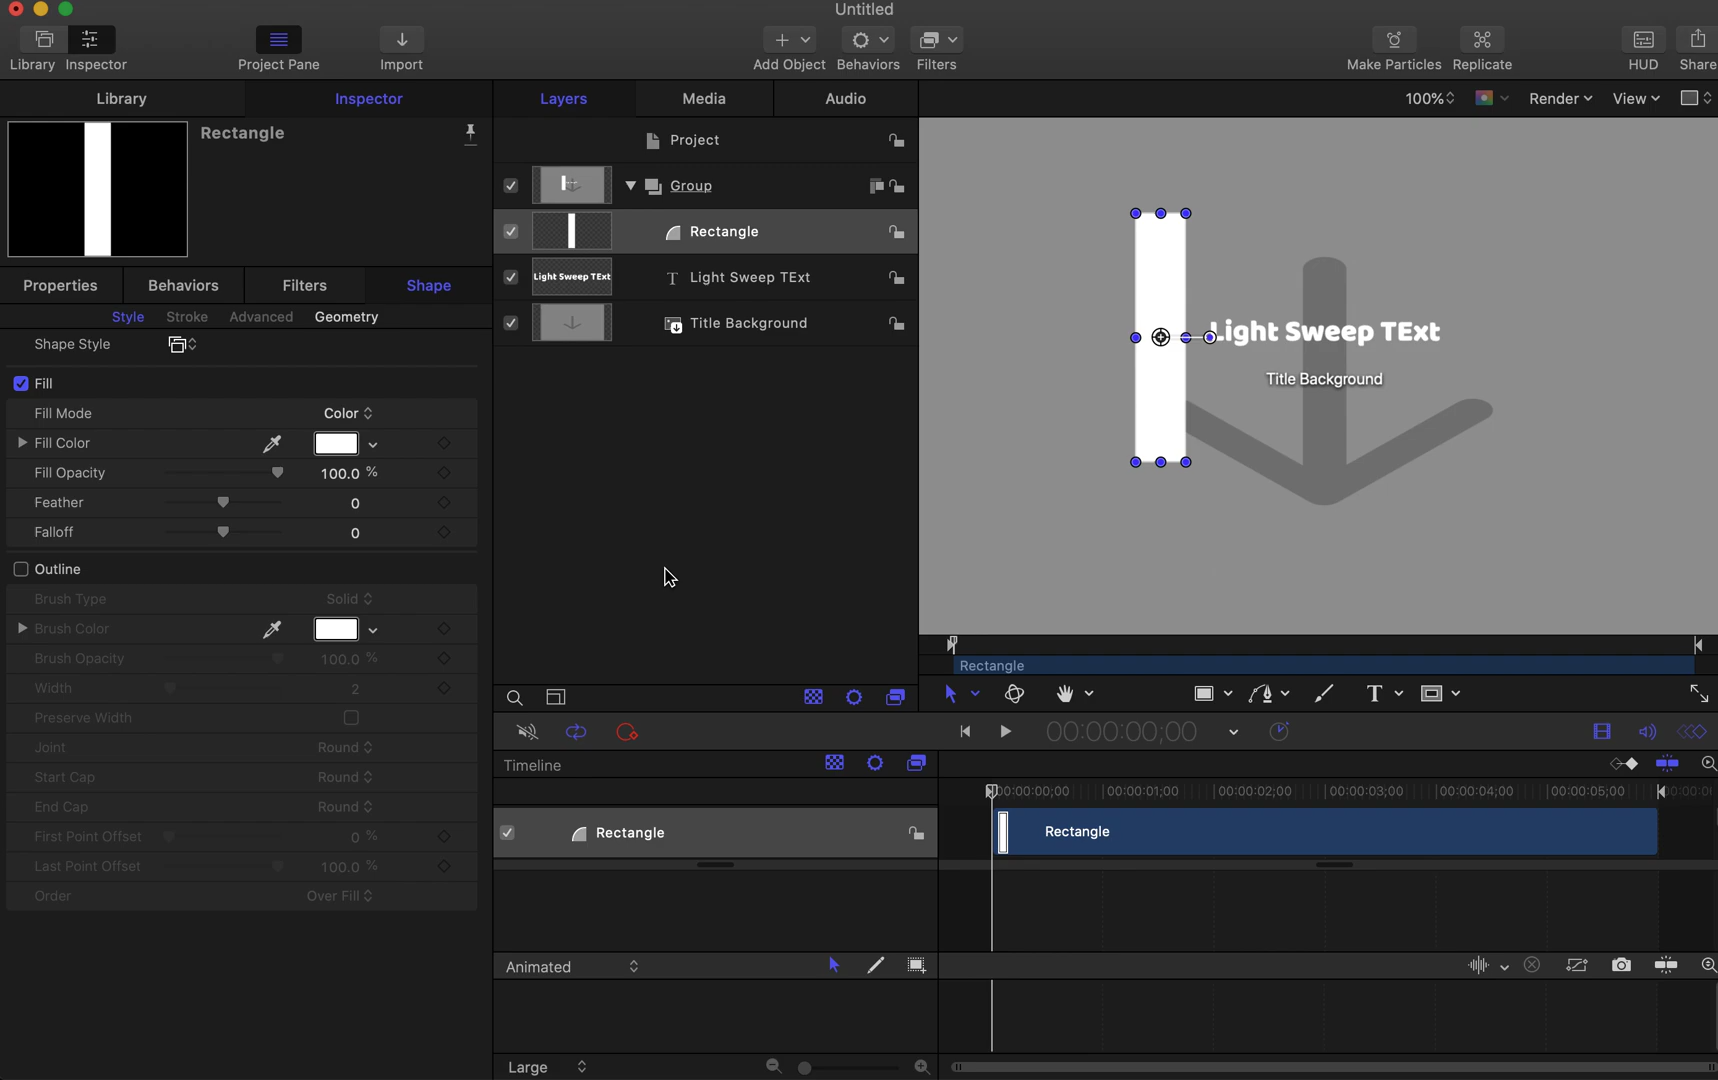 Untitled
Library Inspector Project Pane Import Add Object Behaviors Filters Make Particles Replicate HUD Share
Library Inspector Layers Media Audio 100% Render View
Rectangle
Project
Group
Rectangle
Light Sweep TExt Light Sweep TExt
Title Background
Properties Behaviors Filters Shape
Style Stroke Advanced Geometry
Shape Style
Fill
Fill Mode Color
Fill Color
Fill Opacity 100.0 %
Feather 0
Falloff 0
Outline
Brush Type Solid
Brush Color
Brush Opacity 100.0 %
Width 2
Preserve Width
Joint Round
Start Cap Round
End Cap Round
First Point Offset 0 %
Last Point Offset 100.0 %
Order Over Fill
Light Sweep TExt
Title Background
Rectangle
T
00:00:00;00
Timeline
00:00:00;00 00:00:01;00 00:00:02;00 00:00:03;00 00:00:04;00 00:00:05;00
Rectangle Rectangle
Animated
Large